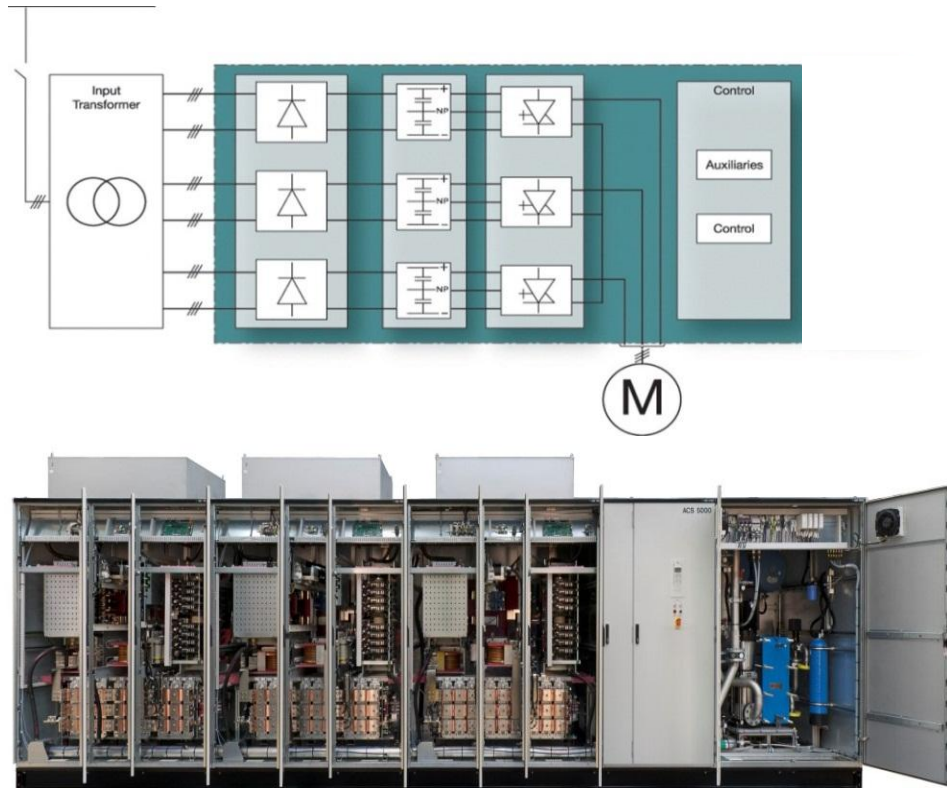 Input
Transformer
+
NP
−
+
NP
−
+
NP
−
Control
Auxiliaries
Control
M
ACS 5000